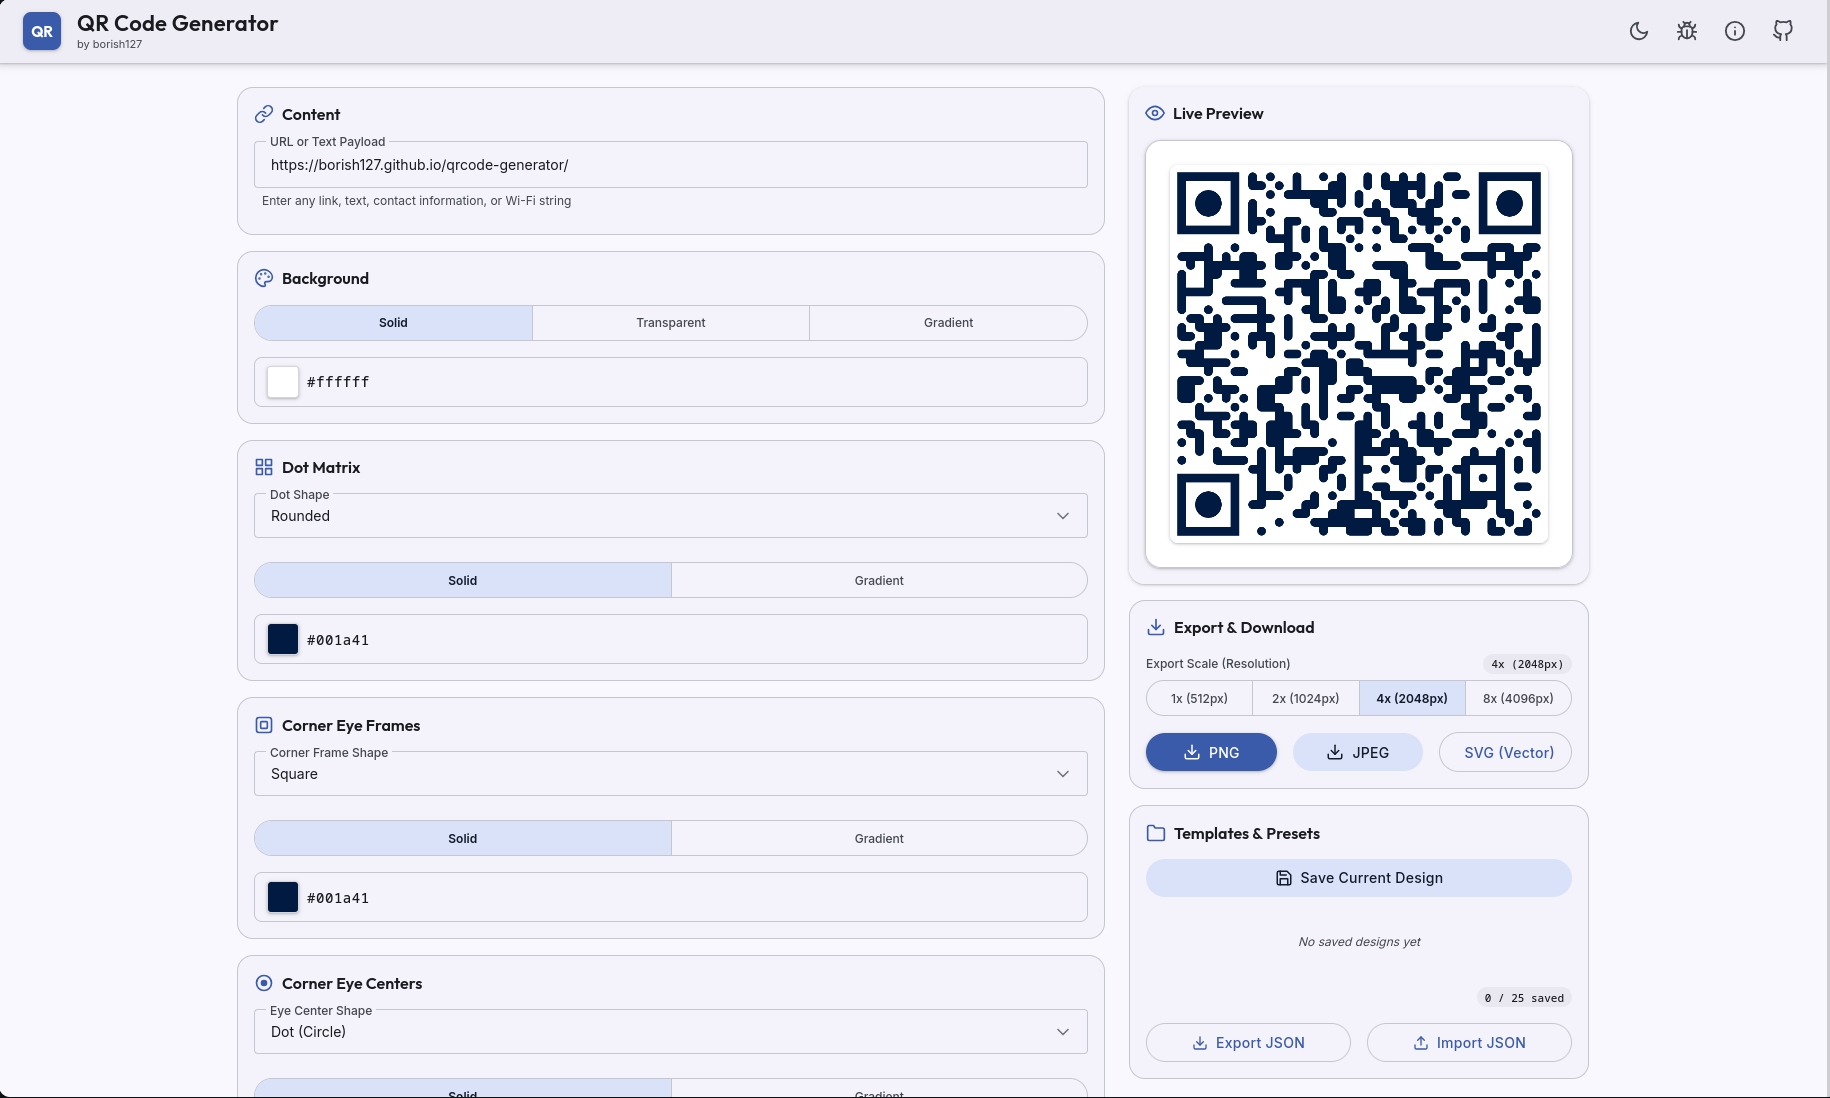 QR
QR Code Generator
by borish127
Content
URL or Text Payload
https://borish127.github.io/qrcode-generator/
Enter any link, text, contact information, or Wi-Fi string
Background
Solid
Transparent
Gradient
#ffffff
Dot Matrix
Dot Shape
Rounded
Solid
Gradient
#001a41
Corner Eye Frames
Corner Frame Shape
Square
Solid
Gradient
#001a41
Corner Eye Centers
Eye Center Shape
Dot (Circle)
Solid
Gradient
Live Preview
Export & Download
Export Scale (Resolution)
4x (2048px)
1x (512px)
2x (1024px)
4x (2048px)
8x (4096px)
PNG
JPEG
SVG (Vector)
Templates & Presets
Save Current Design
No saved designs yet
0 / 25 saved
Export JSON
Import JSON